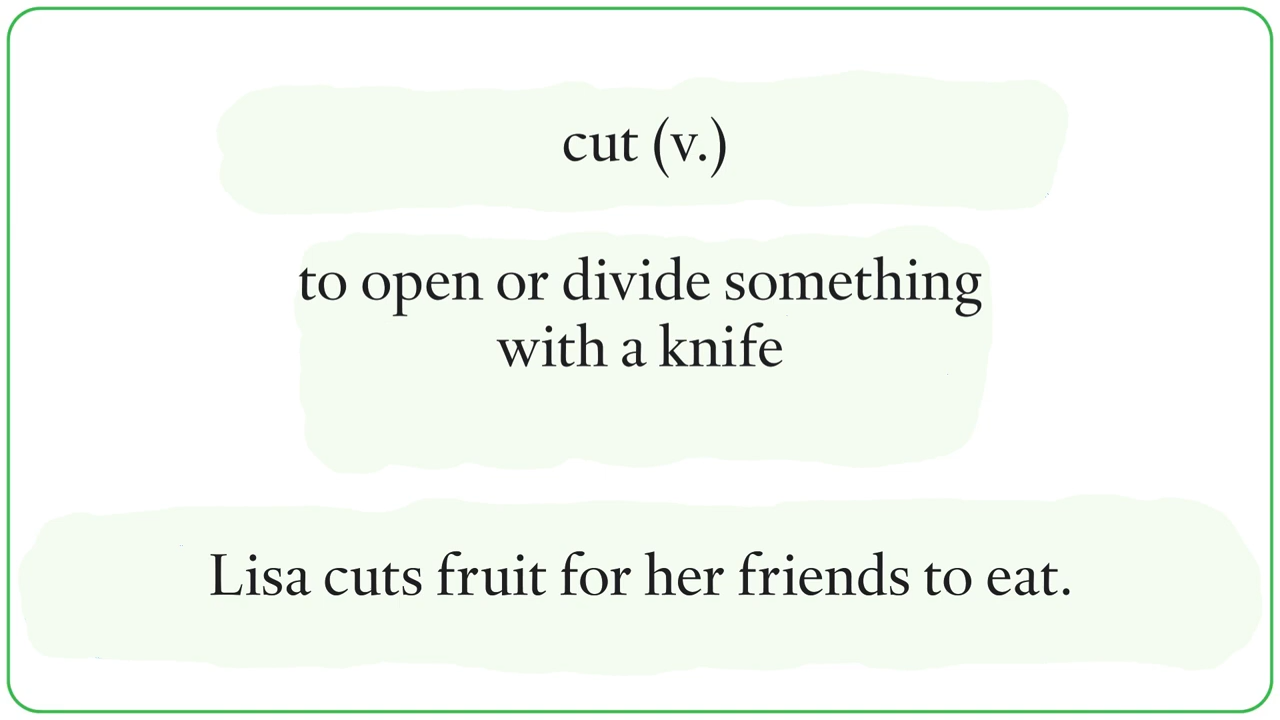 cut (v.)
to open or divide something
with a knife
Lisa cuts fruit for her friends to eat.